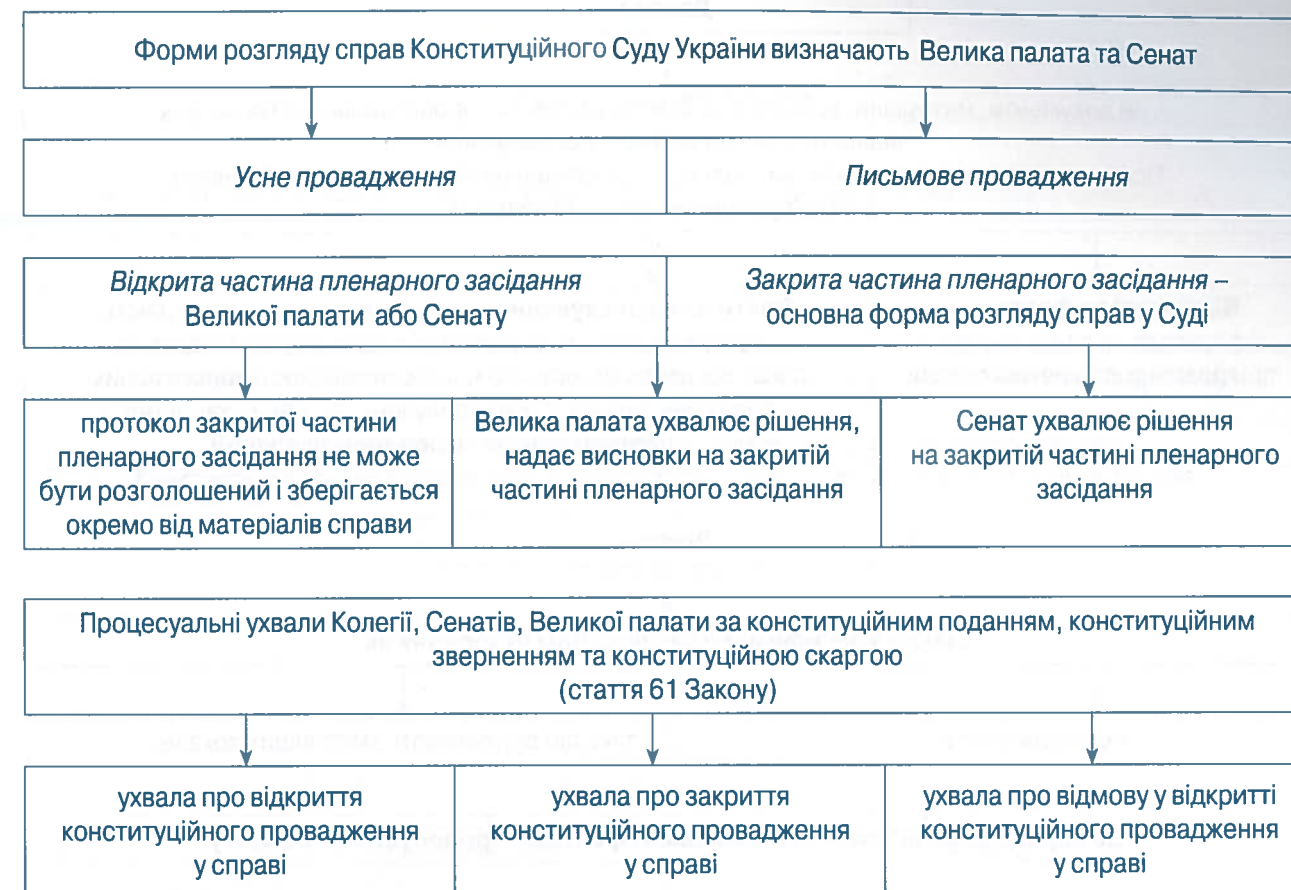 Форми розгляду справ Конституційного Суду України визначають Велика палата та Сенат
Усне провадження
Письмове провадження
Відкрита частина пленарного засідання
Великої палати або Сенату
Закрита частина пленарного засідання –
основна форма розгляду справ у Суді
протокол закритої частини
пленарного засідання не може
бути розголошений і зберігається
окремо від матеріалів справи
Велика палата ухвалює рішення,
надає висновки на закритій
частині пленарного засідання
Сенат ухвалює рішення
на закритій частині пленарного
засідання
Процесуальні ухвали Колегії, Сенатів, Великої палати за конституційним поданням, конституційним
зверненням та конституційною скаргою
(стаття 61 Закону)
ухвала про відкриття
конституційного провадження
у справі
ухвала про закриття
конституційного провадження
у справі
ухвала про відмову у відкритті
конституційного провадження
у справі